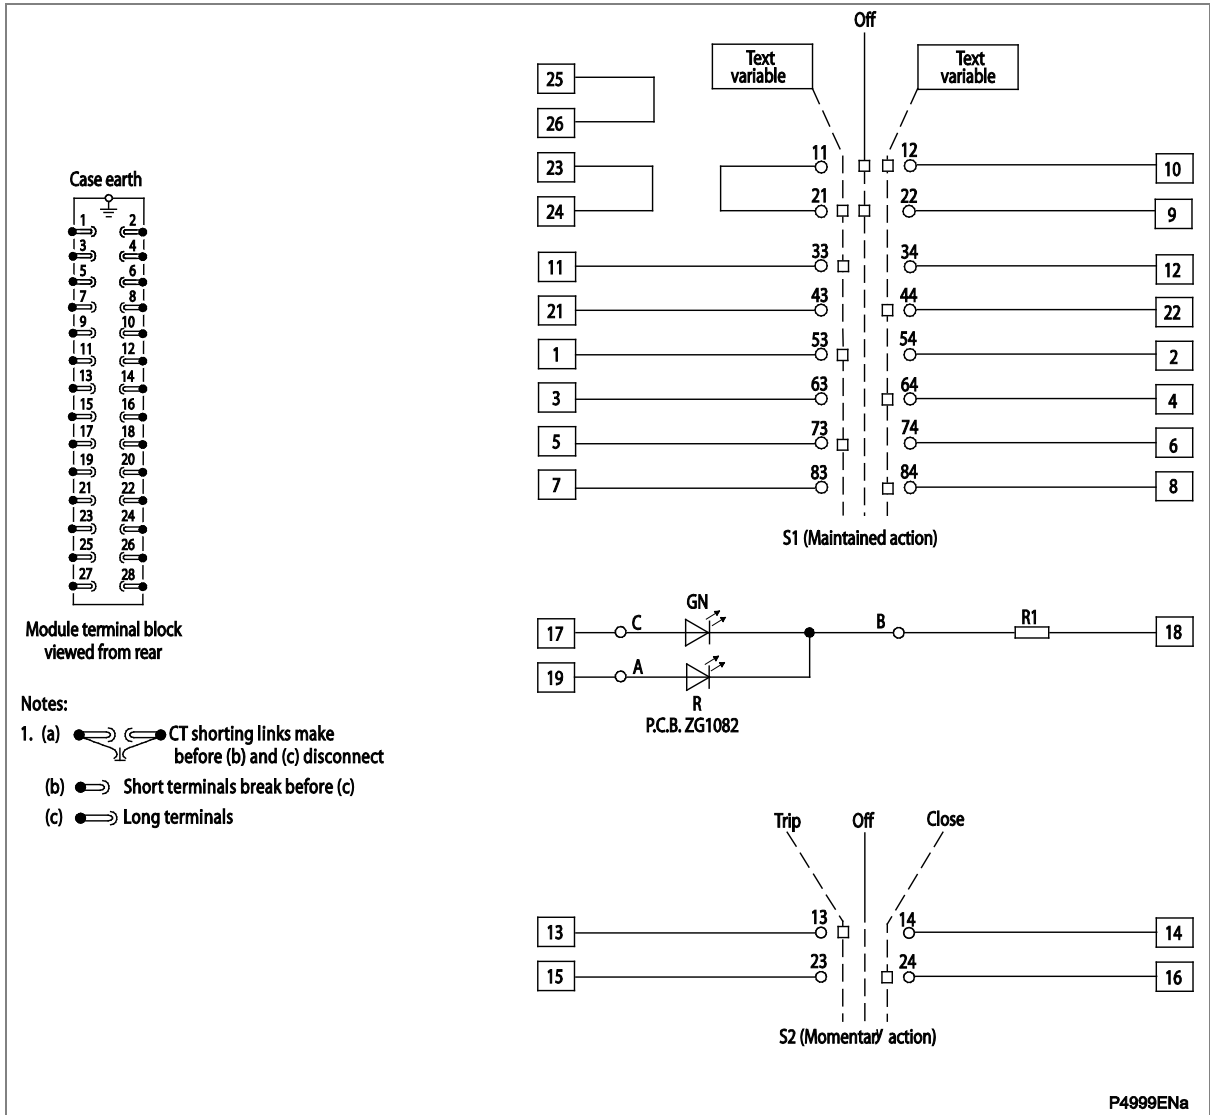 Off
Text
variable
Text
variable
25
26
23
24
11
12
10
21
22
9
11
33
34
12
21
43
44
22
1
53
54
2
3
63
64
4
5
73
74
6
7
83
84
8
S1 (Maintained action)
Case earth
1 2
3 4
5 6
7 8
9 10
11 12
13 14
15 16
17 18
19 20
21 22
23 24
25 26
27 28
Module terminal block
viewed from rear
GN
17
C
B
R1
18
19
A
R
P.C.B. ZG1082
Notes:
1. (a) CT shorting links make
before (b) and (c) disconnect
(b) Short terminals break before (c)
(c) Long terminals
Trip
Off
Close
13
13
14
14
15
23
24
16
S2 (Momentary action)
P4999ENa